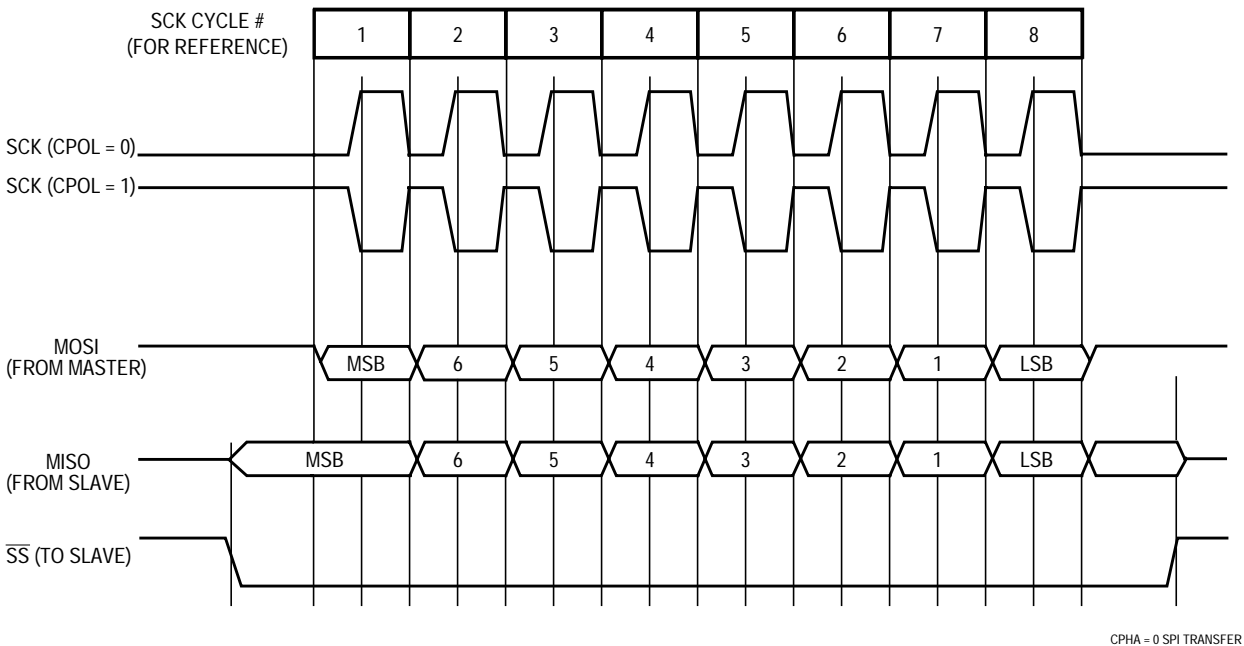 SCK CYCLE #
(FOR REFERENCE)
1 2 3 4 5 6 7 8
SCK (CPOL = 0)
SCK (CPOL = 1)
MOSI
(FROM MASTER)
MSB 6 5 4 3 2 1 LSB
MISO
(FROM SLAVE)
MSB 6 5 4 3 2 1 LSB
S̅S̅ (TO SLAVE)
CPHA = 0 SPI TRANSFER